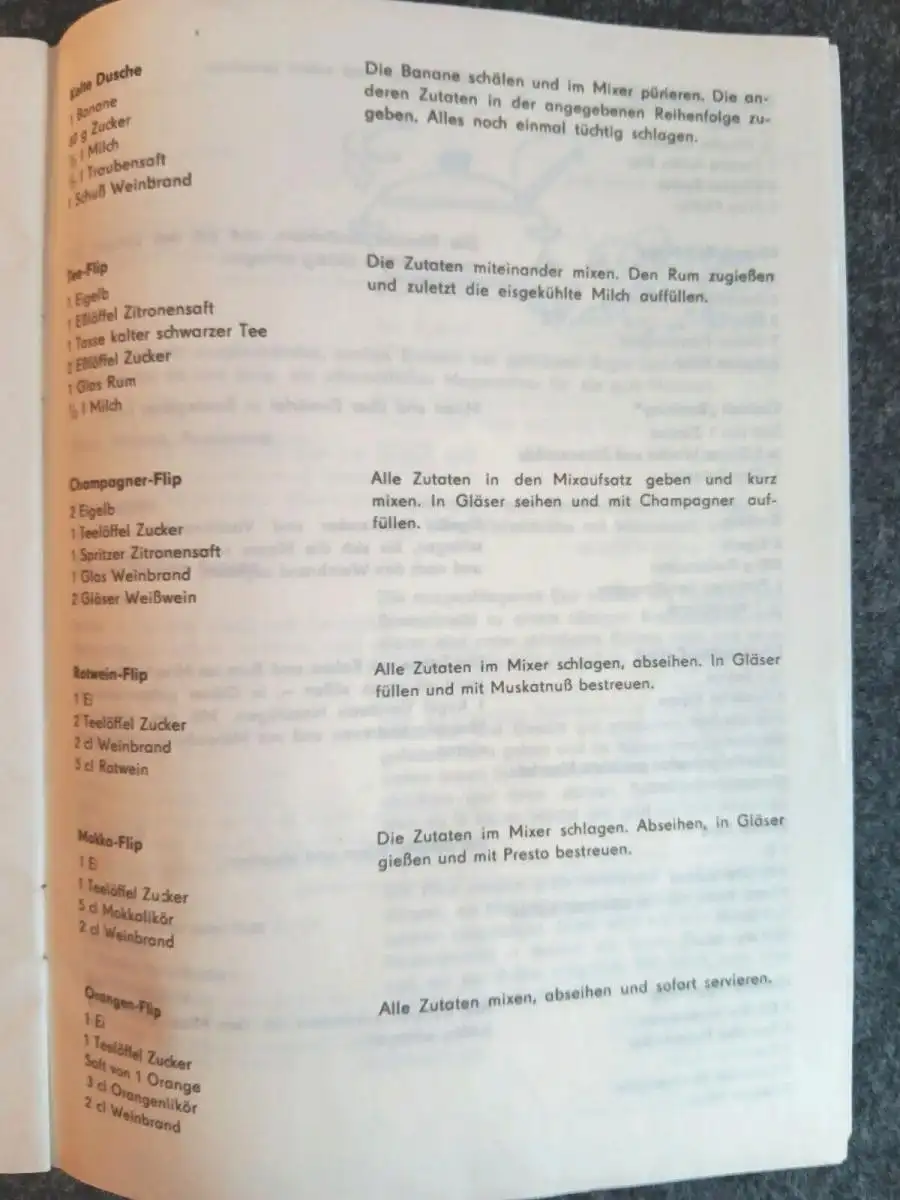 Kalte Dusche
1 Banane
g Zucker
l Milch
l Traubensaft
1 Schuß Weinbrand
Die Banane schälen und im Mixer pürieren. Die an-
deren Zutaten in der angegebenen Reihenfolge zu-
geben. Alles noch einmal tüchtig schlagen.
Tee-Flip
1 Eigelb
1 Eßlöffel Zitronensaft
1 Tasse kalter schwarzer Tee
2 Eßlöffel Zucker
1 Glas Rum
l Milch
Die Zutaten miteinander mixen. Den Rum zugießen
und zuletzt die eisgekühlte Milch auffüllen.
Champagner-Flip
2 Eigelb
1 Teelöffel Zucker
1 Spritzer Zitronensaft
1 Glas Weinbrand
2 Gläser Weißwein
Alle Zutaten in den Mixaufsatz geben und kurz
mixen. In Gläser seihen und mit Champagner auf-
füllen.
Rotwein-Flip
1 Ei
2 Teelöffel Zucker
2 cl Weinbrand
5 cl Rotwein
Alle Zutaten im Mixer schlagen, abseihen. In Gläser
füllen und mit Muskatnuß bestreuen.
Mokka-Flip
1 Ei
1 Teelöffel Zucker
5 cl Mokkalikör
2 cl Weinbrand
Die Zutaten im Mixer schlagen. Abseihen, in Gläser
gießen und mit Presto bestreuen.
Orangen-Flip
1 Ei
1 Teelöffel Zucker
Saft von 1 Orange
3 cl Orangenlikör
2 cl Weinbrand
Alle Zutaten mixen, abseihen und sofort servieren.